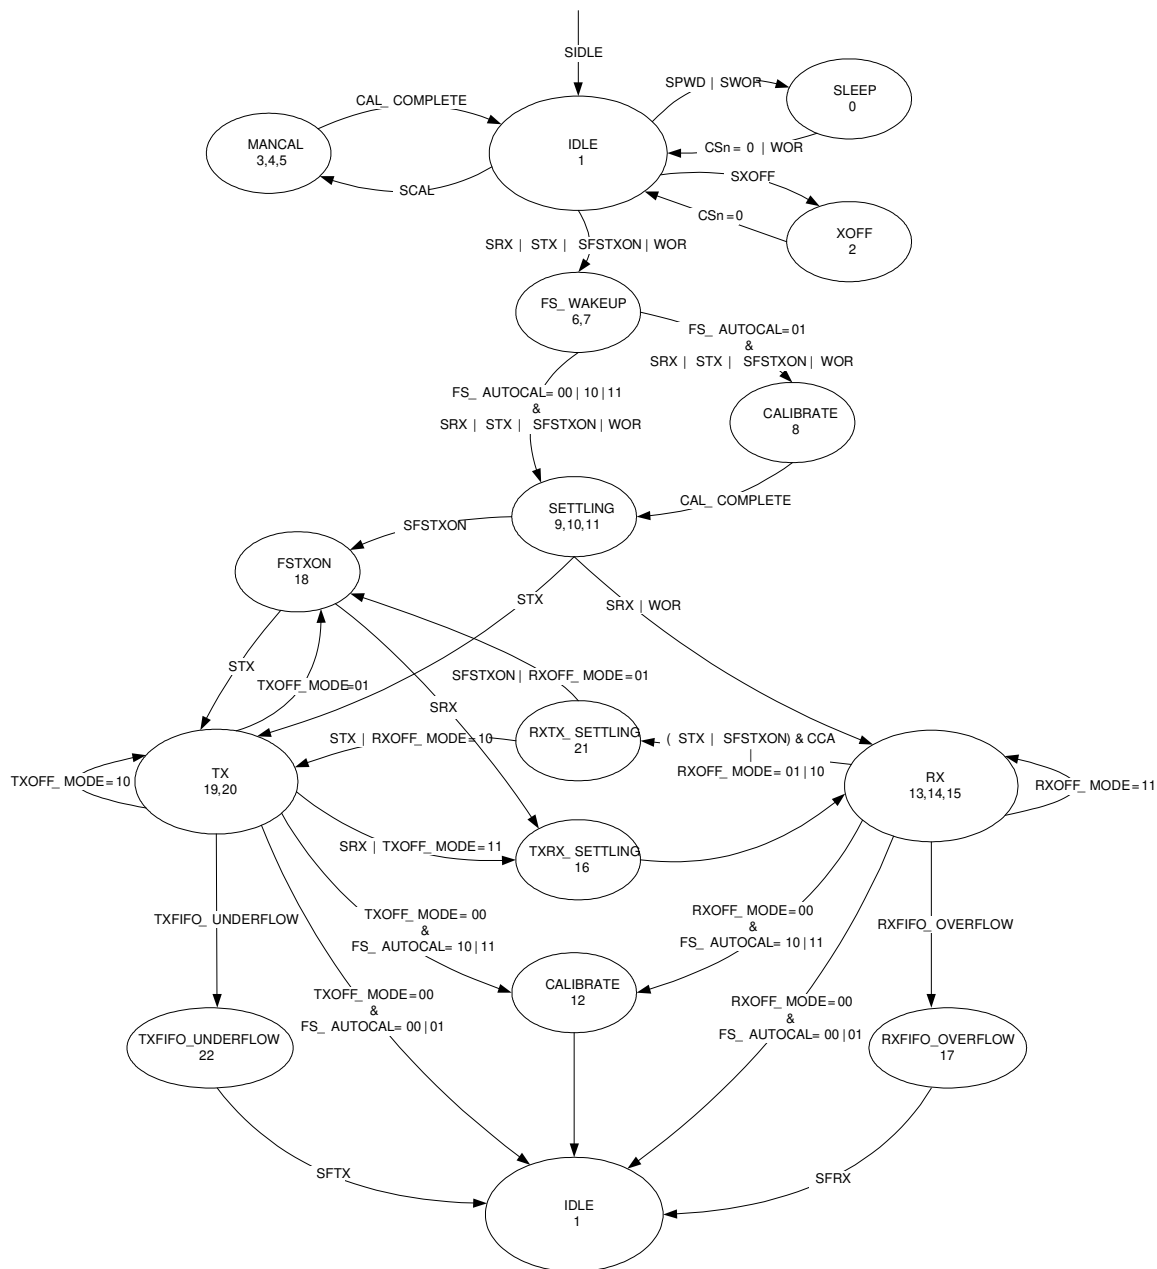 SIDLE
SPWD | SWOR
SLEEP
0
CAL_ COMPLETE
MANCAL
3,4,5
IDLE
1
CSn = 0 | WOR
SCAL
SXOFF
CSn = 0
XOFF
2
SRX | STX | SFSTXON | WOR
FS_ WAKEUP
6,7
FS_ AUTOCAL= 01
&
SRX | STX | SFSTXON | WOR
FS_ AUTOCAL= 00 | 10 | 11
&
SRX | STX | SFSTXON | WOR
CALIBRATE
8
CAL_ COMPLETE
SETTLING
9,10,11
SFSTXON
FSTXON
18
STX
SRX | WOR
STX
TXOFF_ MODE=01
SFSTXON | RXOFF_ MODE = 01
SRX
STX | RXOFF_ MODE = 10
RXTX_ SETTLING
21
( STX | SFSTXON) & CCA
|
RXOFF_ MODE = 01 | 10
TXOFF_ MODE = 10
TX
19,20
RX
13,14,15
RXOFF_ MODE = 11
SRX | TXOFF_ MODE = 11
TXRX_ SETTLING
16
TXFIFO_ UNDERFLOW
TXOFF_ MODE = 00
&
FS_ AUTOCAL= 10 | 11
RXOFF_ MODE = 00
&
FS_ AUTOCAL= 10 | 11
RXFIFO_ OVERFLOW
CALIBRATE
12
TXOFF_ MODE = 00
&
FS_ AUTOCAL= 00 | 01
RXOFF_ MODE = 00
&
FS_ AUTOCAL= 00 | 01
TXFIFO_UNDERFLOW
22
RXFIFO_OVERFLOW
17
SFTX
SFRX
IDLE
1